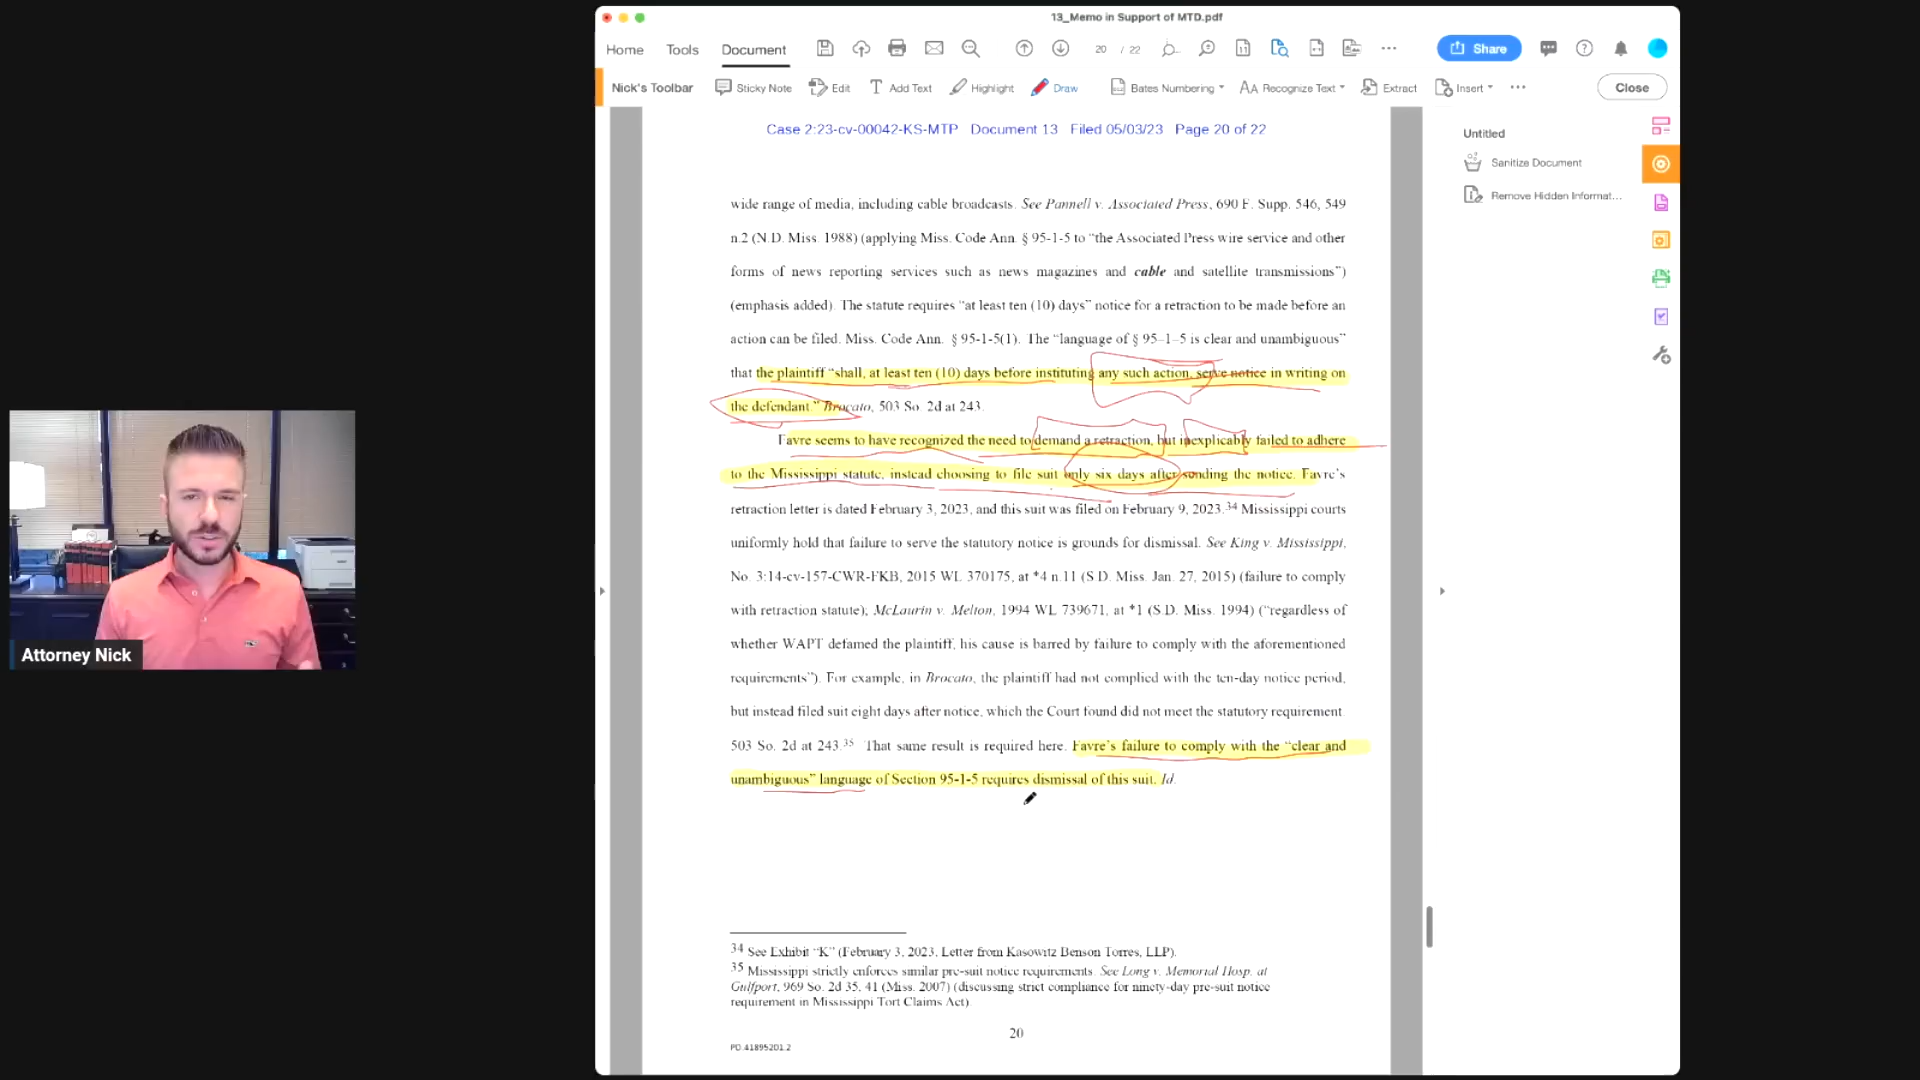 13_Memo in Support of MTD.pdf
Home Tools Document 20 / 22 Share
Nick's Toolbar Sticky Note Edit Add Text Highlight Draw Bates Numbering Recognize Text Extract Insert Close
Untitled
Sanitize Document
Remove Hidden Informat...
Case 2:23-cv-00042-KS-MTP Document 13 Filed 05/03/23 Page 20 of 22
wide range of media, including cable broadcasts. See Pannell v. Associated Press, 690 F. Supp. 546, 549
n.2 (N.D. Miss. 1988) (applying Miss. Code Ann. § 95-1-5 to “the Associated Press wire service and other
forms of news reporting services such as news magazines and cable and satellite transmissions”)
(emphasis added). The statute requires “at least ten (10) days” notice for a retraction to be made before an
action can be filed. Miss. Code Ann. § 95-1-5(1). The “language of § 95–1–5 is clear and unambiguous”
that the plaintiff “shall, at least ten (10) days before instituting any such action, serve notice in writing on
the defendant.” Brocato, 503 So. 2d at 243.
Favre seems to have recognized the need to demand a retraction, but inexplicably failed to adhere
to the Mississippi statute, instead choosing to file suit only six days after sending the notice. Favre’s
retraction letter is dated February 3, 2023, and this suit was filed on February 9, 2023.34 Mississippi courts
uniformly hold that failure to serve the statutory notice is grounds for dismissal. See King v. Mississippi,
No. 3:14-cv-157-CWR-FKB, 2015 WL 370175, at *4 n.11 (S.D. Miss. Jan. 27, 2015) (failure to comply
with retraction statute); McLaurin v. Melton, 1994 WL 739671, at *1 (S.D. Miss. 1994) (“regardless of
whether WAPT defamed the plaintiff, his cause is barred by failure to comply with the aforementioned
requirements”). For example, in Brocato, the plaintiff had not complied with the ten-day notice period,
but instead filed suit eight days after notice, which the Court found did not meet the statutory requirement.
503 So. 2d at 243.35 That same result is required here. Favre’s failure to comply with the “clear and
unambiguous” language of Section 95-1-5 requires dismissal of this suit. Id.
34 See Exhibit “K” (February 3, 2023, Letter from Kasowitz Benson Torres, LLP).
35 Mississippi strictly enforces similar pre-suit notice requirements. See Long v. Memorial Hosp. at
Gulfport, 969 So. 2d 35, 41 (Miss. 2007) (discussing strict compliance for ninety-day pre-suit notice
requirement in Mississippi Tort Claims Act).
20
PD.41895201.2
Attorney Nick